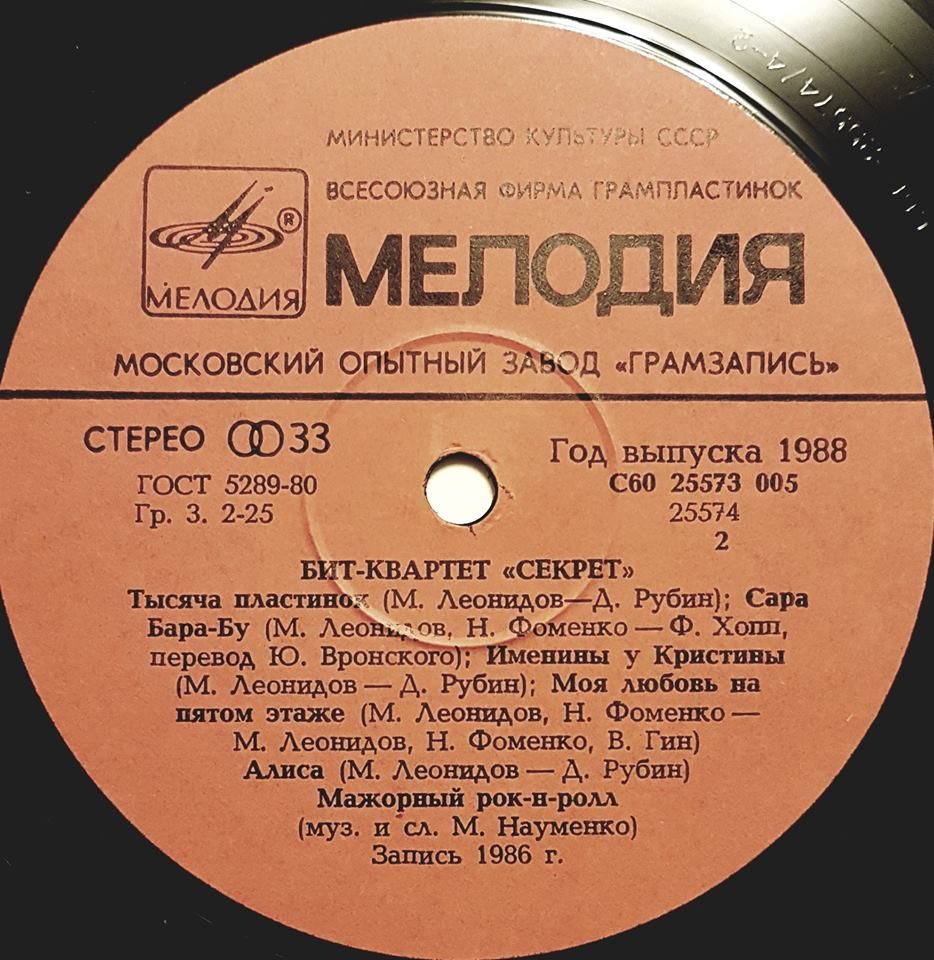 МИНИСТЕРСТВО КУЛЬТУРЫ СССР
ВСЕСОЮЗНАЯ ФИРМА ГРАМПЛАСТИНОК
МЕЛОДИЯ ®
МЕЛОДИЯ
МОСКОВСКИЙ ОПЫТНЫЙ ЗАВОД «ГРАМЗАПИСЬ»
СТЕРЕО 33
ГОСТ 5289-80
Гр. 3. 2-25
Год выпуска 1988
С60 25573 005
25574
2
БИТ-КВАРТЕТ «СЕКРЕТ»
Тысяча пластинок (М. Леонидов—Д. Рубин); Сара
Бара-Бу (М. Леонидов, Н. Фоменко — Ф. Хопп,
перевод Ю. Вронского); Именины у Кристины
(М. Леонидов — Д. Рубин); Моя любовь на
пятом этаже (М. Леонидов, Н. Фоменко —
М. Леонидов, Н. Фоменко, В. Гин)
Алиса (М. Леонидов — Д. Рубин)
Мажорный рок-н-ролл
(муз. и сл. М. Науменко)
Запись 1986 г.